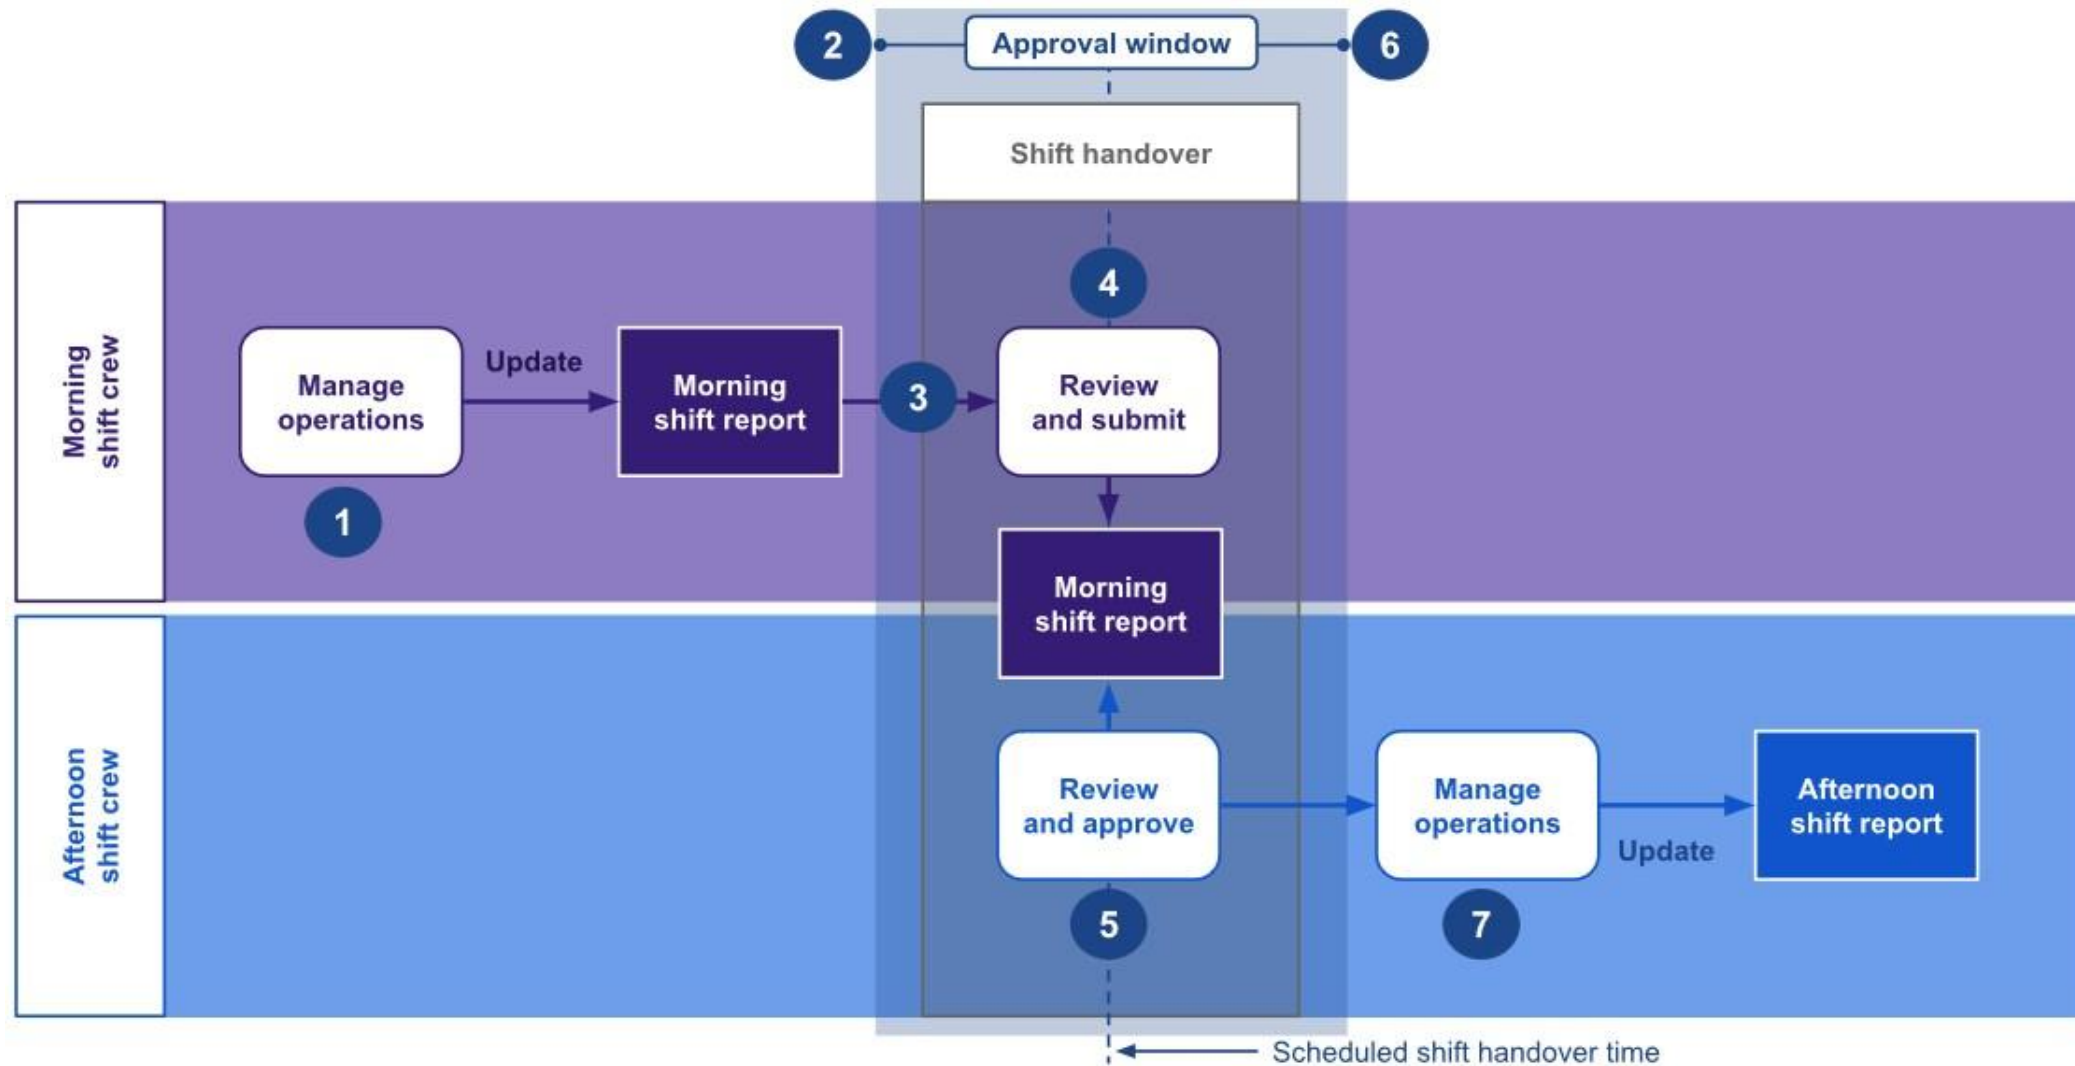 2
Approval window
6
Shift handover
Morning
shift crew
4
Manage
operations
Update
Morning
shift report
3
Review
and submit
1
Morning
shift report
Afternoon
shift crew
Review
and approve
Manage
operations
Update
Afternoon
shift report
5
7
Scheduled shift handover time